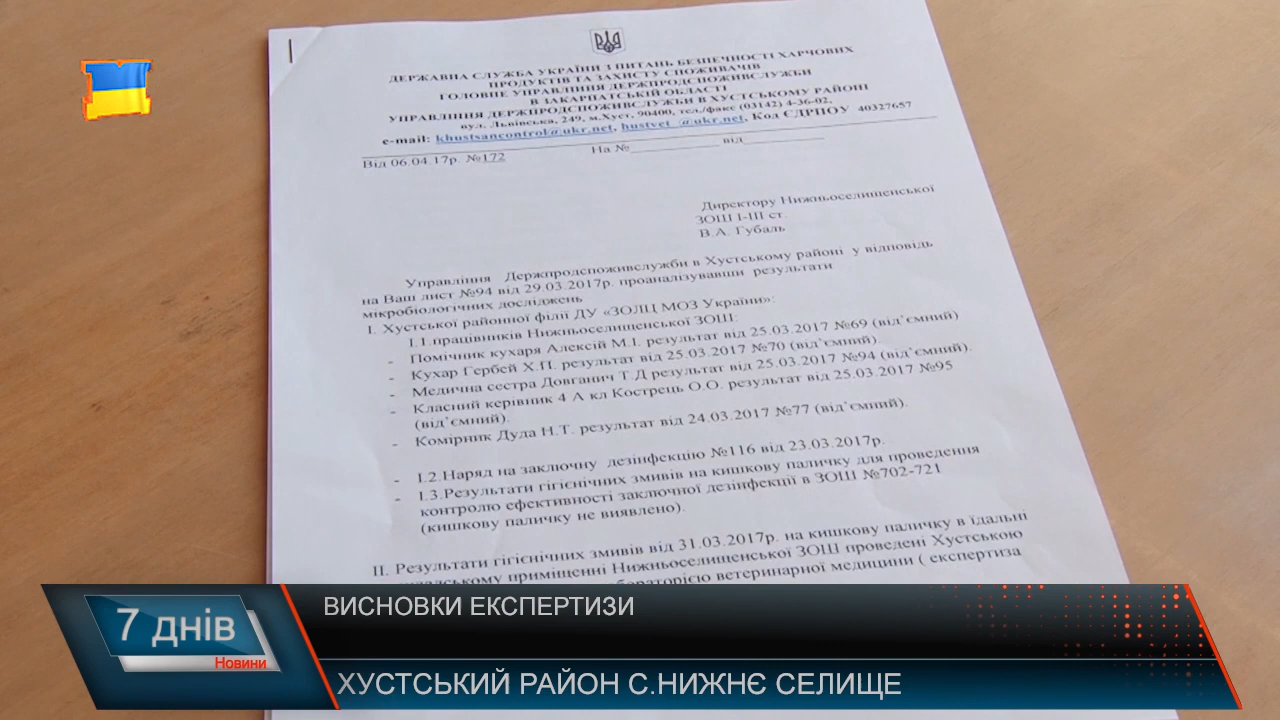 ДЕРЖАВНА СЛУЖБА УКРАЇНИ З ПИТАНЬ БЕЗПЕЧНОСТІ ХАРЧОВИХ
ПРОДУКТІВ ТА ЗАХИСТУ СПОЖИВАЧІВ
ГОЛОВНЕ УПРАВЛІННЯ ДЕРЖПРОДСПОЖИВСЛУЖБИ
В ЗАКАРПАТСЬКІЙ ОБЛАСТІ
УПРАВЛІННЯ ДЕРЖПРОДСПОЖИВСЛУЖБИ В ХУСТСЬКОМУ РАЙОНІ
вул. Львівська, 249, м.Хуст, 90400, тел./факс (03142) 4-36-02,
e-mail: khustsancontrol@ukr.net, hustvet_@ukr.net, Код ЄДРПОУ 40327657
Від 06.04.17р. №172 На №__________ від__________
Директору Нижньоселищенської
ЗОШ І-ІІІ ст.
В.А. Губаль
Управління Держпродспоживслужби в Хустському районі у відповідь
на Ваш лист №94 від 29.03.2017р. проаналізувавши результати
мікробіологічних досліджень
І. Хустської районної філії ДУ «ЗОЛЦ МОЗ України»:
І.1.працівників Нижньоселищенської ЗОШ:
- Помічник кухаря Алексій М.І. результат від 25.03.2017 №69 (від'ємний)
- Кухар Гербей Х.П. результат від 25.03.2017 №70 (від'ємний).
- Медична сестра Довганич Т.Д результат від 25.03.2017 №94 (від'ємний).
- Класний керівник 4 А кл Кострець О.О. результат від 25.03.2017 №95
(від'ємний).
- Комірник Дуда Н.Т. результат від 24.03.2017 №77 (від'ємний).
- І.2.Наряд на заключну дезінфекцію №116 від 23.03.2017р.
- І.3.Результати гігієнічних змивів на кишкову паличку для проведення
контролю ефективності заключної дезінфекції в ЗОШ №702-721
(кишкову паличку не виявлено).
ІІ. Результати гігієнічних змивів від 31.03.2017р. на кишкову паличку в їдальні
приміщенні Нижньоселищенської ЗОШ проведені Хустською
ветеринарної медицини ( експертиза
7 днів
Новини
ВИСНОВКИ ЕКСПЕРТИЗИ
ХУСТСЬКИЙ РАЙОН С.НИЖНЄ СЕЛИЩЕ